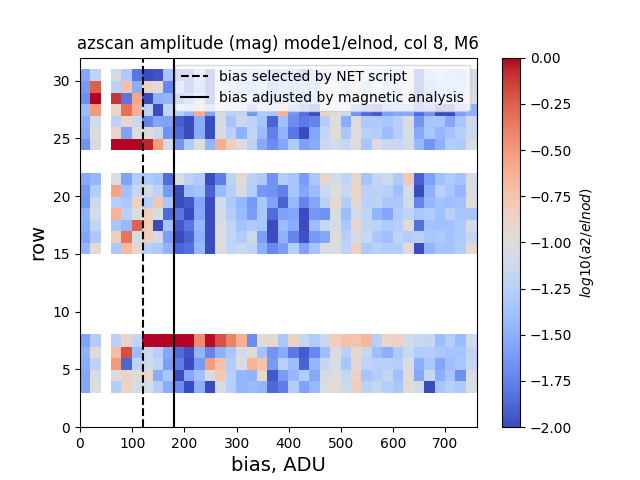 azscan amplitude (mag) mode1/elnod, col 8, M6
bias selected by NET script
bias adjusted by magnetic analysis
row
30
25
20
15
10
5
0
0 100 200 300 400 500 600 700
bias, ADU
0.00
−0.25
−0.50
−0.75
−1.00
−1.25
−1.50
−1.75
−2.00
log10(a2/elnod)